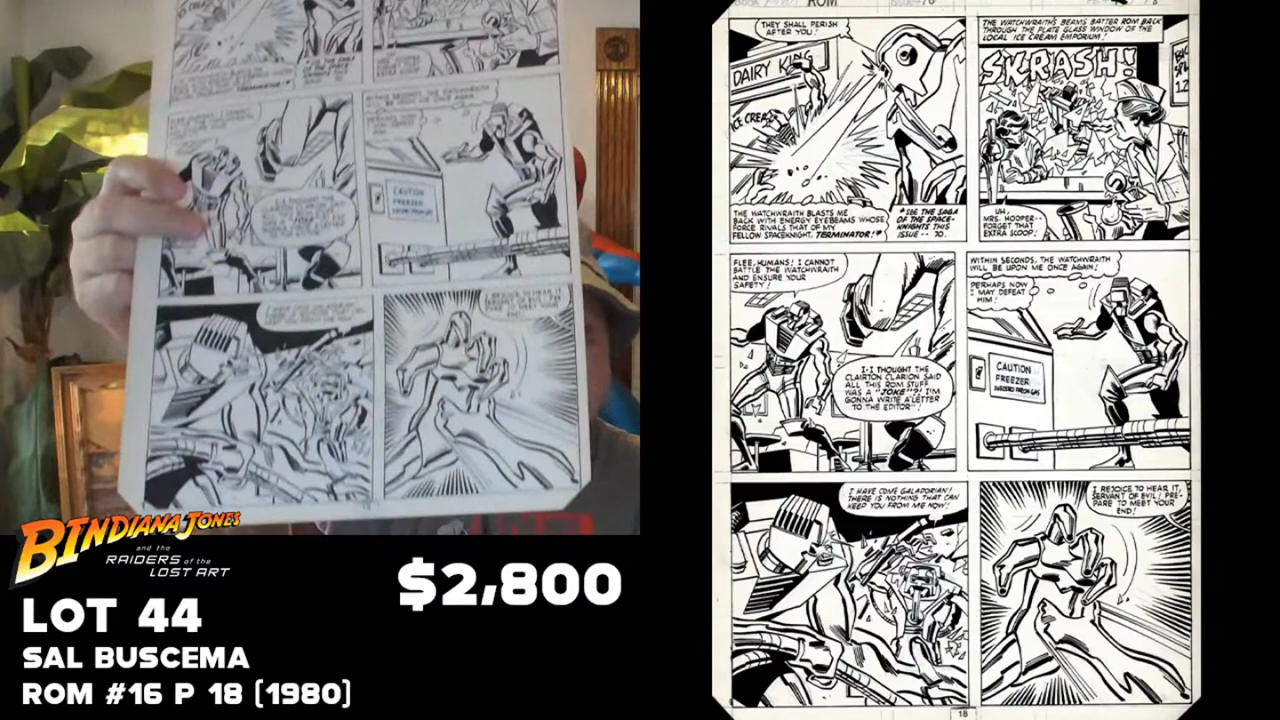 CAUTION
FREEZER
BINDIANA JONES
and the
RAIDERS of the
LOST ART
LOT 44
$2,800
SAL BUSCEMA
ROM #16 P 18 (1980)
ROM
THEY SHALL PERISH
AFTER YOU!
DAIRY KING
ICE CREA
THE WATCHWRAITH BLASTS ME
BACK WITH ENERGY EYEBEAMS WHOSE
FORCE RIVALS THAT OF MY
FELLOW SPACEKNIGHT, TERMINATOR!*
*SEE THE SAGA
OF THE SPACE-
KNIGHTS THIS
ISSUE--
THE WATCHWRAITH'S BEAMS BATTER ROM BACK
THROUGH THE PLATE GLASS WINDOW OF THE
LOCAL ICE CREAM EMPORIUM!
SKRASH!
UH,
MRS. HOOPER--
FORGET THAT
EXTRA SCOOP!
FLEE, HUMANS! I CANNOT
BATTLE THE WATCHWRAITH
AND ENSURE YOUR
SAFETY!
I-I THOUGHT THE
CLAIRTON CLARION SAID
ALL THIS ROM STUFF
WAS A "JOKE"?! I'M
GONNA WRITE A LETTER
TO THE EDITOR!
WITHIN SECONDS, THE WATCHWRAITH
WILL BE UPON ME ONCE AGAIN!
PERHAPS NOW
I MAY DEFEAT
HIM!
CAUTION
FREEZER
I HAVE COME GALADORIAN!
THERE IS NOTHING THAT CAN
KEEP YOU FROM ME NOW!
I REJOICE TO HEAR IT,
SERVANT OF EVIL! PRE-
PARE TO MEET YOUR
END!
18